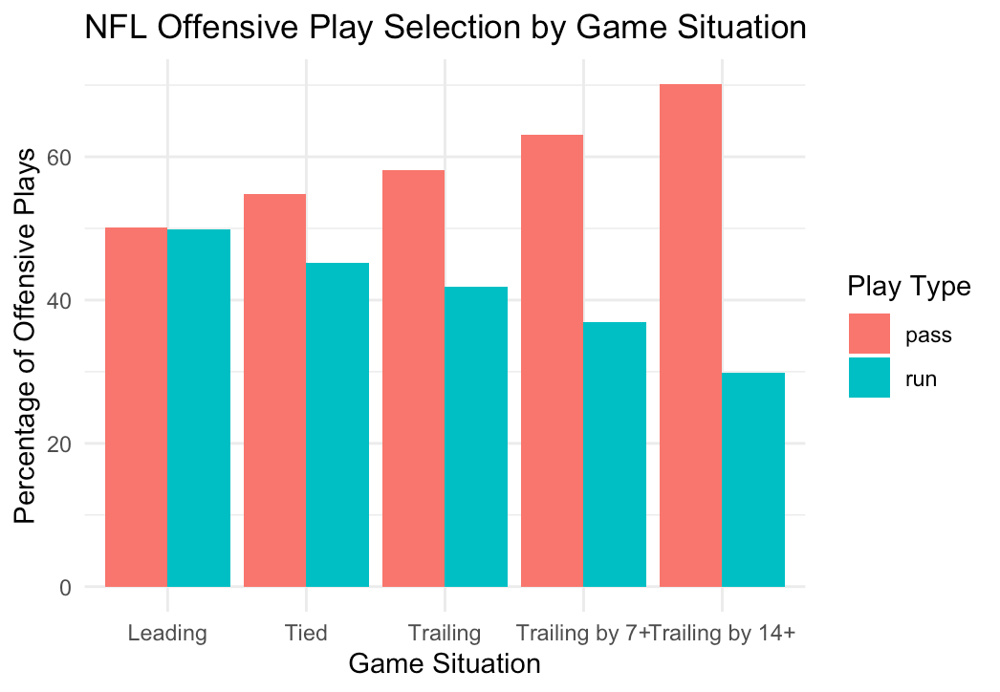 NFL Offensive Play Selection by Game Situation
Percentage of Offensive Plays
60
40
20
0
Leading Tied Trailing Trailing by 7+ Trailing by 14+
Game Situation
Play Type
pass
run